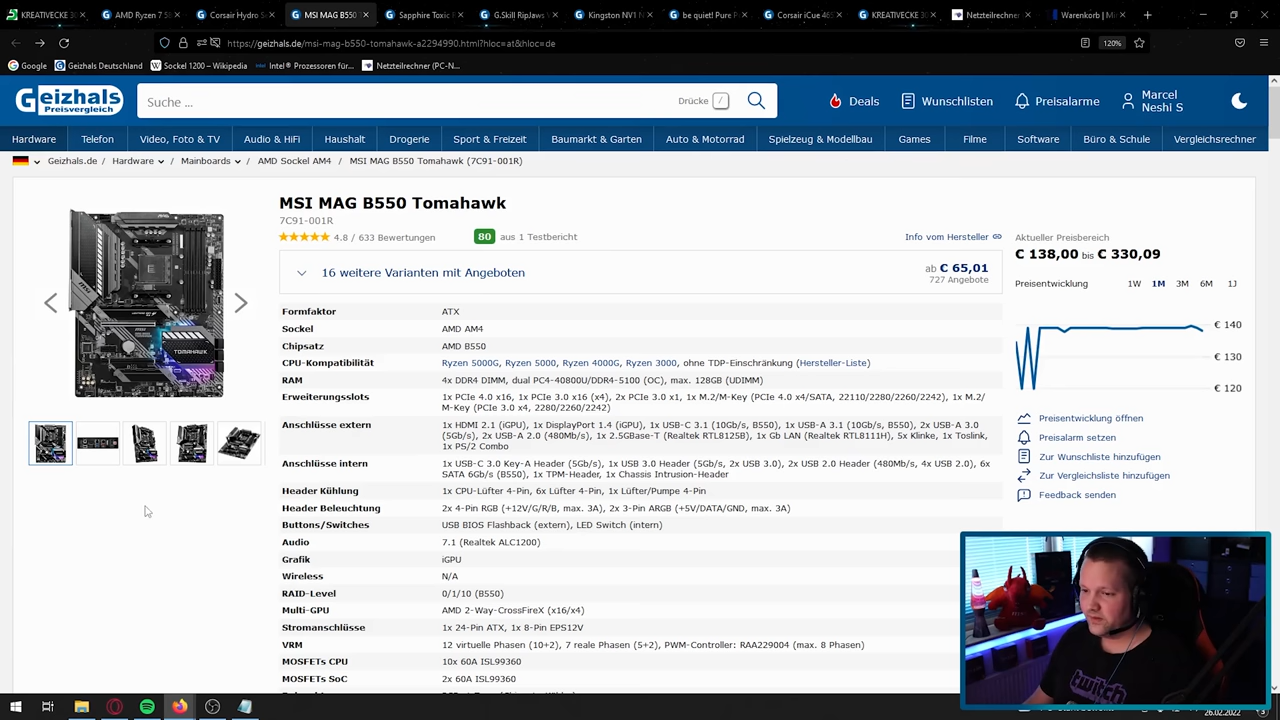 KREATIVECKE 30
AMD Ryzen 7 58
Corsair Hydro S
MSI MAG B550 T
Sapphire Toxic R
G.Skill RipJaws V
Kingston NV1 N
be quiet! Pure P
Corsair iCue 465
KREATIVECKE 30
Netzteilrechner
Warenkorb | Mi
https://geizhals.de/msi-mag-b550-tomahawk-a2294990.html?hloc=at&hloc=de
120%
Google
Geizhals Deutschland
Sockel 1200 – Wikipedia
Intel® Prozessoren für...
Netzteilrechner (PC-N...
Geizhals
Preisvergleich
Suche ...
Drücke /
Deals
Wunschlisten
Preisalarme
Marcel
Neshi S
Hardware
Telefon
Video, Foto & TV
Audio & HiFi
Haushalt
Drogerie
Sport & Freizeit
Baumarkt & Garten
Auto & Motorrad
Spielzeug & Modellbau
Games
Filme
Software
Büro & Schule
Vergleichsrechner
Geizhals.de / Hardware / Mainboards / AMD Sockel AM4 / MSI MAG B550 Tomahawk (7C91-001R)
MSI MAG B550 Tomahawk
7C91-001R
4.8 / 633 Bewertungen
80 aus 1 Testbericht
Info vom Hersteller
16 weitere Varianten mit Angeboten
ab € 65,01
727 Angebote
Aktueller Preisbereich
€ 138,00 bis € 330,09
Preisentwicklung 1W 1M 3M 6M 1J
€ 140
€ 130
€ 120
Preisentwicklung öffnen
Preisalarm setzen
Zur Wunschliste hinzufügen
Zur Vergleichsliste hinzufügen
Feedback senden
TOMAHAWK
Formfaktor ATX
Sockel AMD AM4
Chipsatz AMD B550
CPU-Kompatibilität Ryzen 5000G, Ryzen 5000, Ryzen 4000G, Ryzen 3000, ohne TDP-Einschränkung (Hersteller-Liste)
RAM 4x DDR4 DIMM, dual PC4-40800U/DDR4-5100 (OC), max. 128GB (UDIMM)
Erweiterungsslots 1x PCIe 4.0 x16, 1x PCIe 3.0 x16 (x4), 2x PCIe 3.0 x1, 1x M.2/M-Key (PCIe 4.0 x4/SATA, 22110/2280/2260/2242), 1x M.2/
M-Key (PCIe 3.0 x4, 2280/2260/2242)
Anschlüsse extern 1x HDMI 2.1 (iGPU), 1x DisplayPort 1.4 (iGPU), 1x USB-C 3.1 (10Gb/s, B550), 1x USB-A 3.1 (10Gb/s, B550), 2x USB-A 3.0
(5Gb/s), 2x USB-A 2.0 (480Mb/s), 1x 2.5GBase-T (Realtek RTL8125B), 1x Gb LAN (Realtek RTL8111H), 5x Klinke, 1x Toslink,
1x PS/2 Combo
Anschlüsse intern 1x USB-C 3.0 Key-A Header (5Gb/s), 1x USB 3.0 Header (5Gb/s, 2x USB 3.0), 2x USB 2.0 Header (480Mb/s, 4x USB 2.0), 6x
SATA 6Gb/s (B550), 1x TPM-Header, 1x Chassis Intrusion-Header
Header Kühlung 1x CPU-Lüfter 4-Pin, 6x Lüfter 4-Pin, 1x Lüfter/Pumpe 4-Pin
Header Beleuchtung 2x 4-Pin RGB (+12V/G/R/B, max. 3A), 2x 3-Pin ARGB (+5V/DATA/GND, max. 3A)
Buttons/Switches USB BIOS Flashback (extern), LED Switch (intern)
Audio 7.1 (Realtek ALC1200)
Grafik iGPU
Wireless N/A
RAID-Level 0/1/10 (B550)
Multi-GPU AMD 2-Way-CrossFireX (x16/x4)
Stromanschlüsse 1x 24-Pin ATX, 1x 8-Pin EPS12V
VRM 12 virtuelle Phasen (10+2), 7 reale Phasen (5+2), PWM-Controller: RAA229004 (max. 8 Phasen)
MOSFETs CPU 10x 60A ISL99360
MOSFETs SoC 2x 60A ISL99360
twitch
26.02.2022